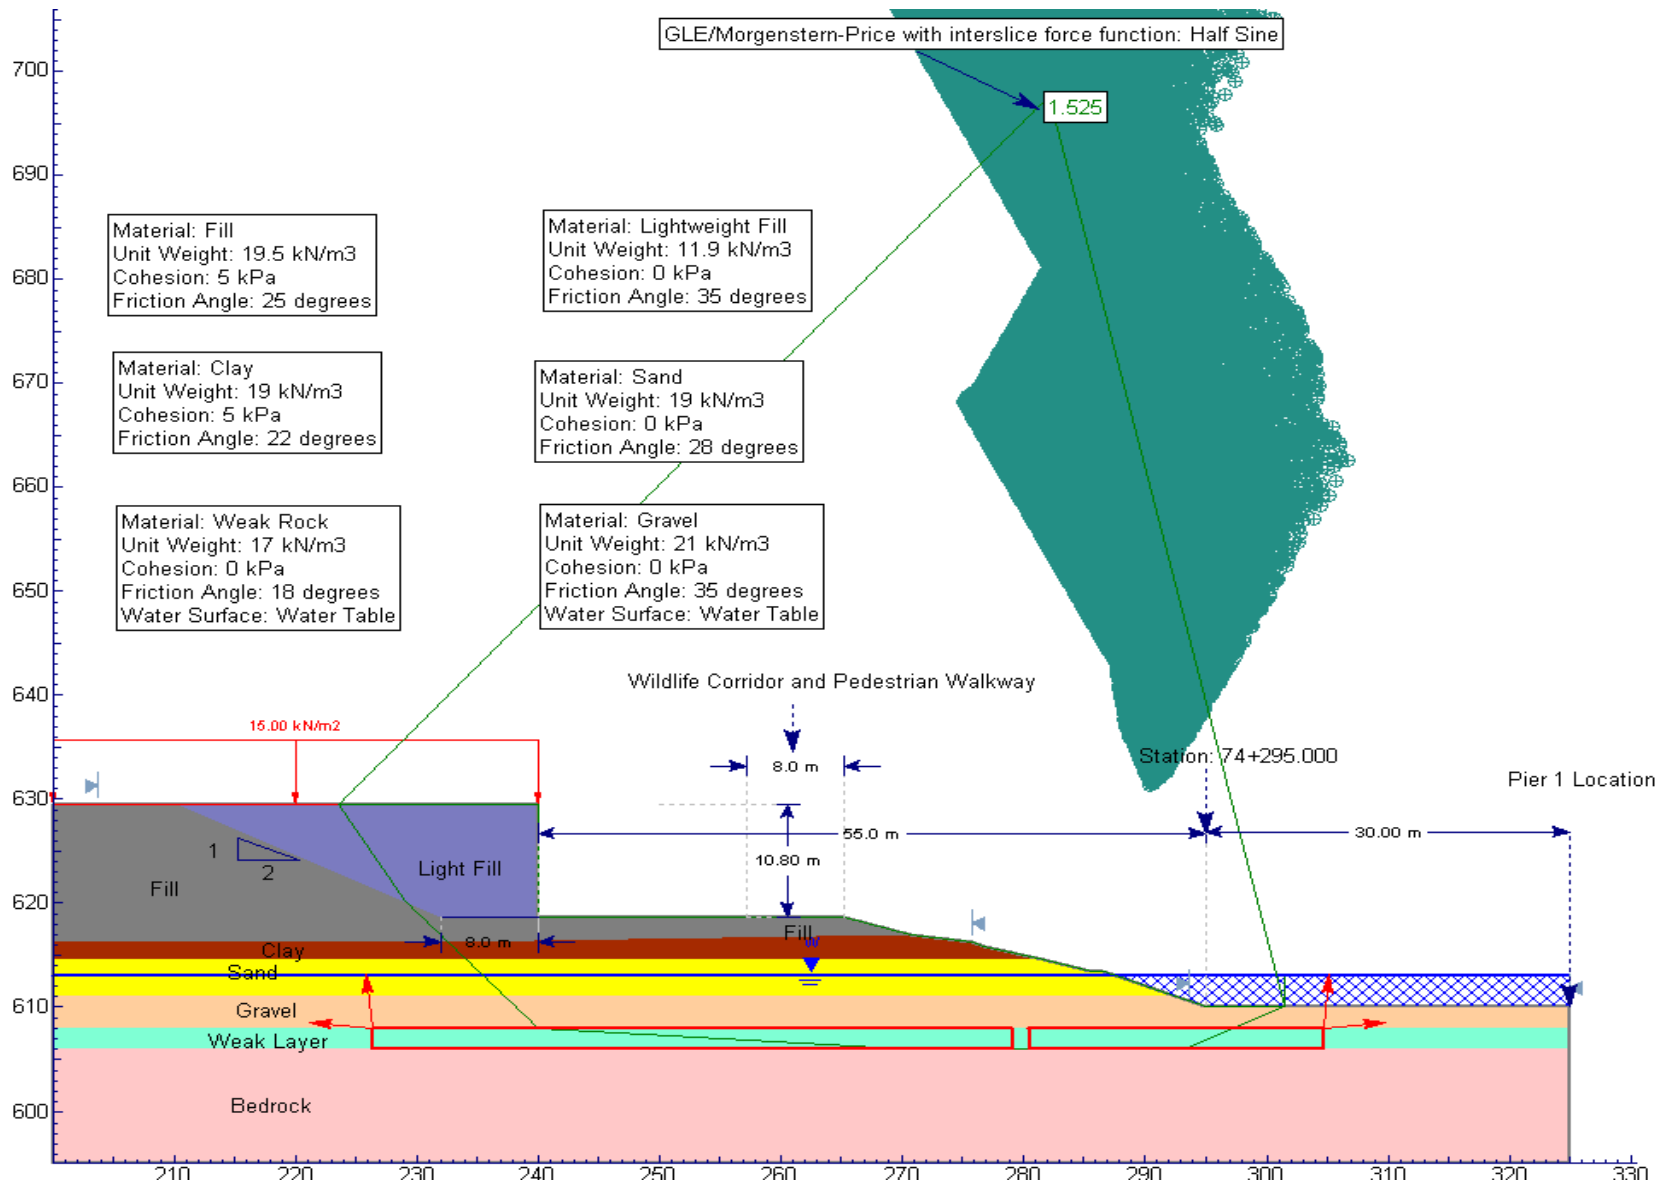 GLE/Morgenstern-Price with interslice force function: Half Sine
1.525
700
690
680
670
660
650
640
630
620
610
600
Material: Fill
Unit Weight: 19.5 kN/m3
Cohesion: 5 kPa
Friction Angle: 25 degrees
Material: Lightweight Fill
Unit Weight: 11.9 kN/m3
Cohesion: 0 kPa
Friction Angle: 35 degrees
Material: Clay
Unit Weight: 19 kN/m3
Cohesion: 5 kPa
Friction Angle: 22 degrees
Material: Sand
Unit Weight: 19 kN/m3
Cohesion: 0 kPa
Friction Angle: 28 degrees
Material: Weak Rock
Unit Weight: 17 kN/m3
Cohesion: 0 kPa
Friction Angle: 18 degrees
Water Surface: Water Table
Material: Gravel
Unit Weight: 21 kN/m3
Cohesion: 0 kPa
Friction Angle: 35 degrees
Water Surface: Water Table
Wildlife Corridor and Pedestrian Walkway
15.00 kN/m2
8.0 m
Station: 74+295.000
Pier 1 Location
55.0 m
30.00 m
10.80 m
1
2
Light Fill
Fill
Fill
W
8.0 m
Clay
Sand
Gravel
Weak Layer
Bedrock
210
220
230
240
250
260
270
280
290
300
310
320
330